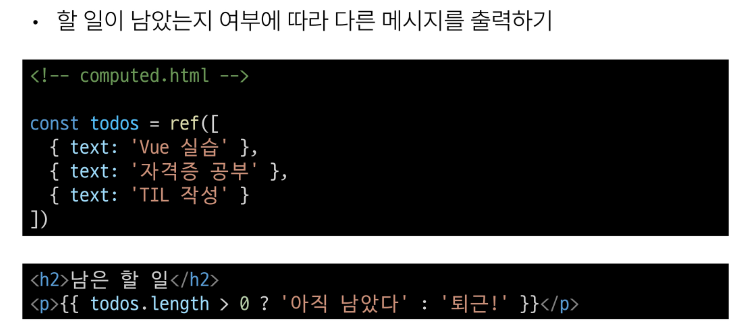 • 할 일이 남았는지 여부에 따라 다른 메시지를 출력하기
<!-- computed.html -->
const todos = ref([
  { text: 'Vue 실습' },
  { text: '자격증 공부' },
  { text: 'TIL 작성' }
])
<h2>남은 할 일</h2>
<p>{{ todos.length > 0 ? '아직 남았다' : '퇴근!' }}</p>